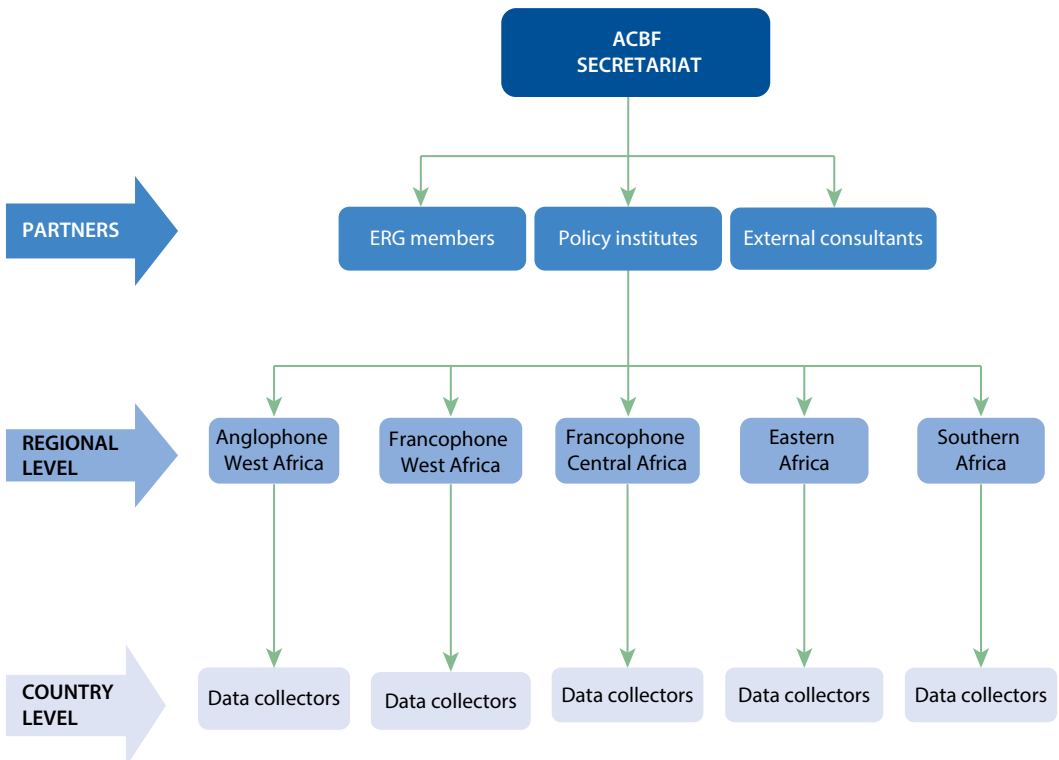 ACBF
SECRETARIAT
PARTNERS
ERG members
Policy institutes
External consultants
REGIONAL
LEVEL
Anglophone
West Africa
Francophone
West Africa
Francophone
Central Africa
Eastern
Africa
Southern
Africa
COUNTRY
LEVEL
Data collectors
Data collectors
Data collectors
Data collectors
Data collectors